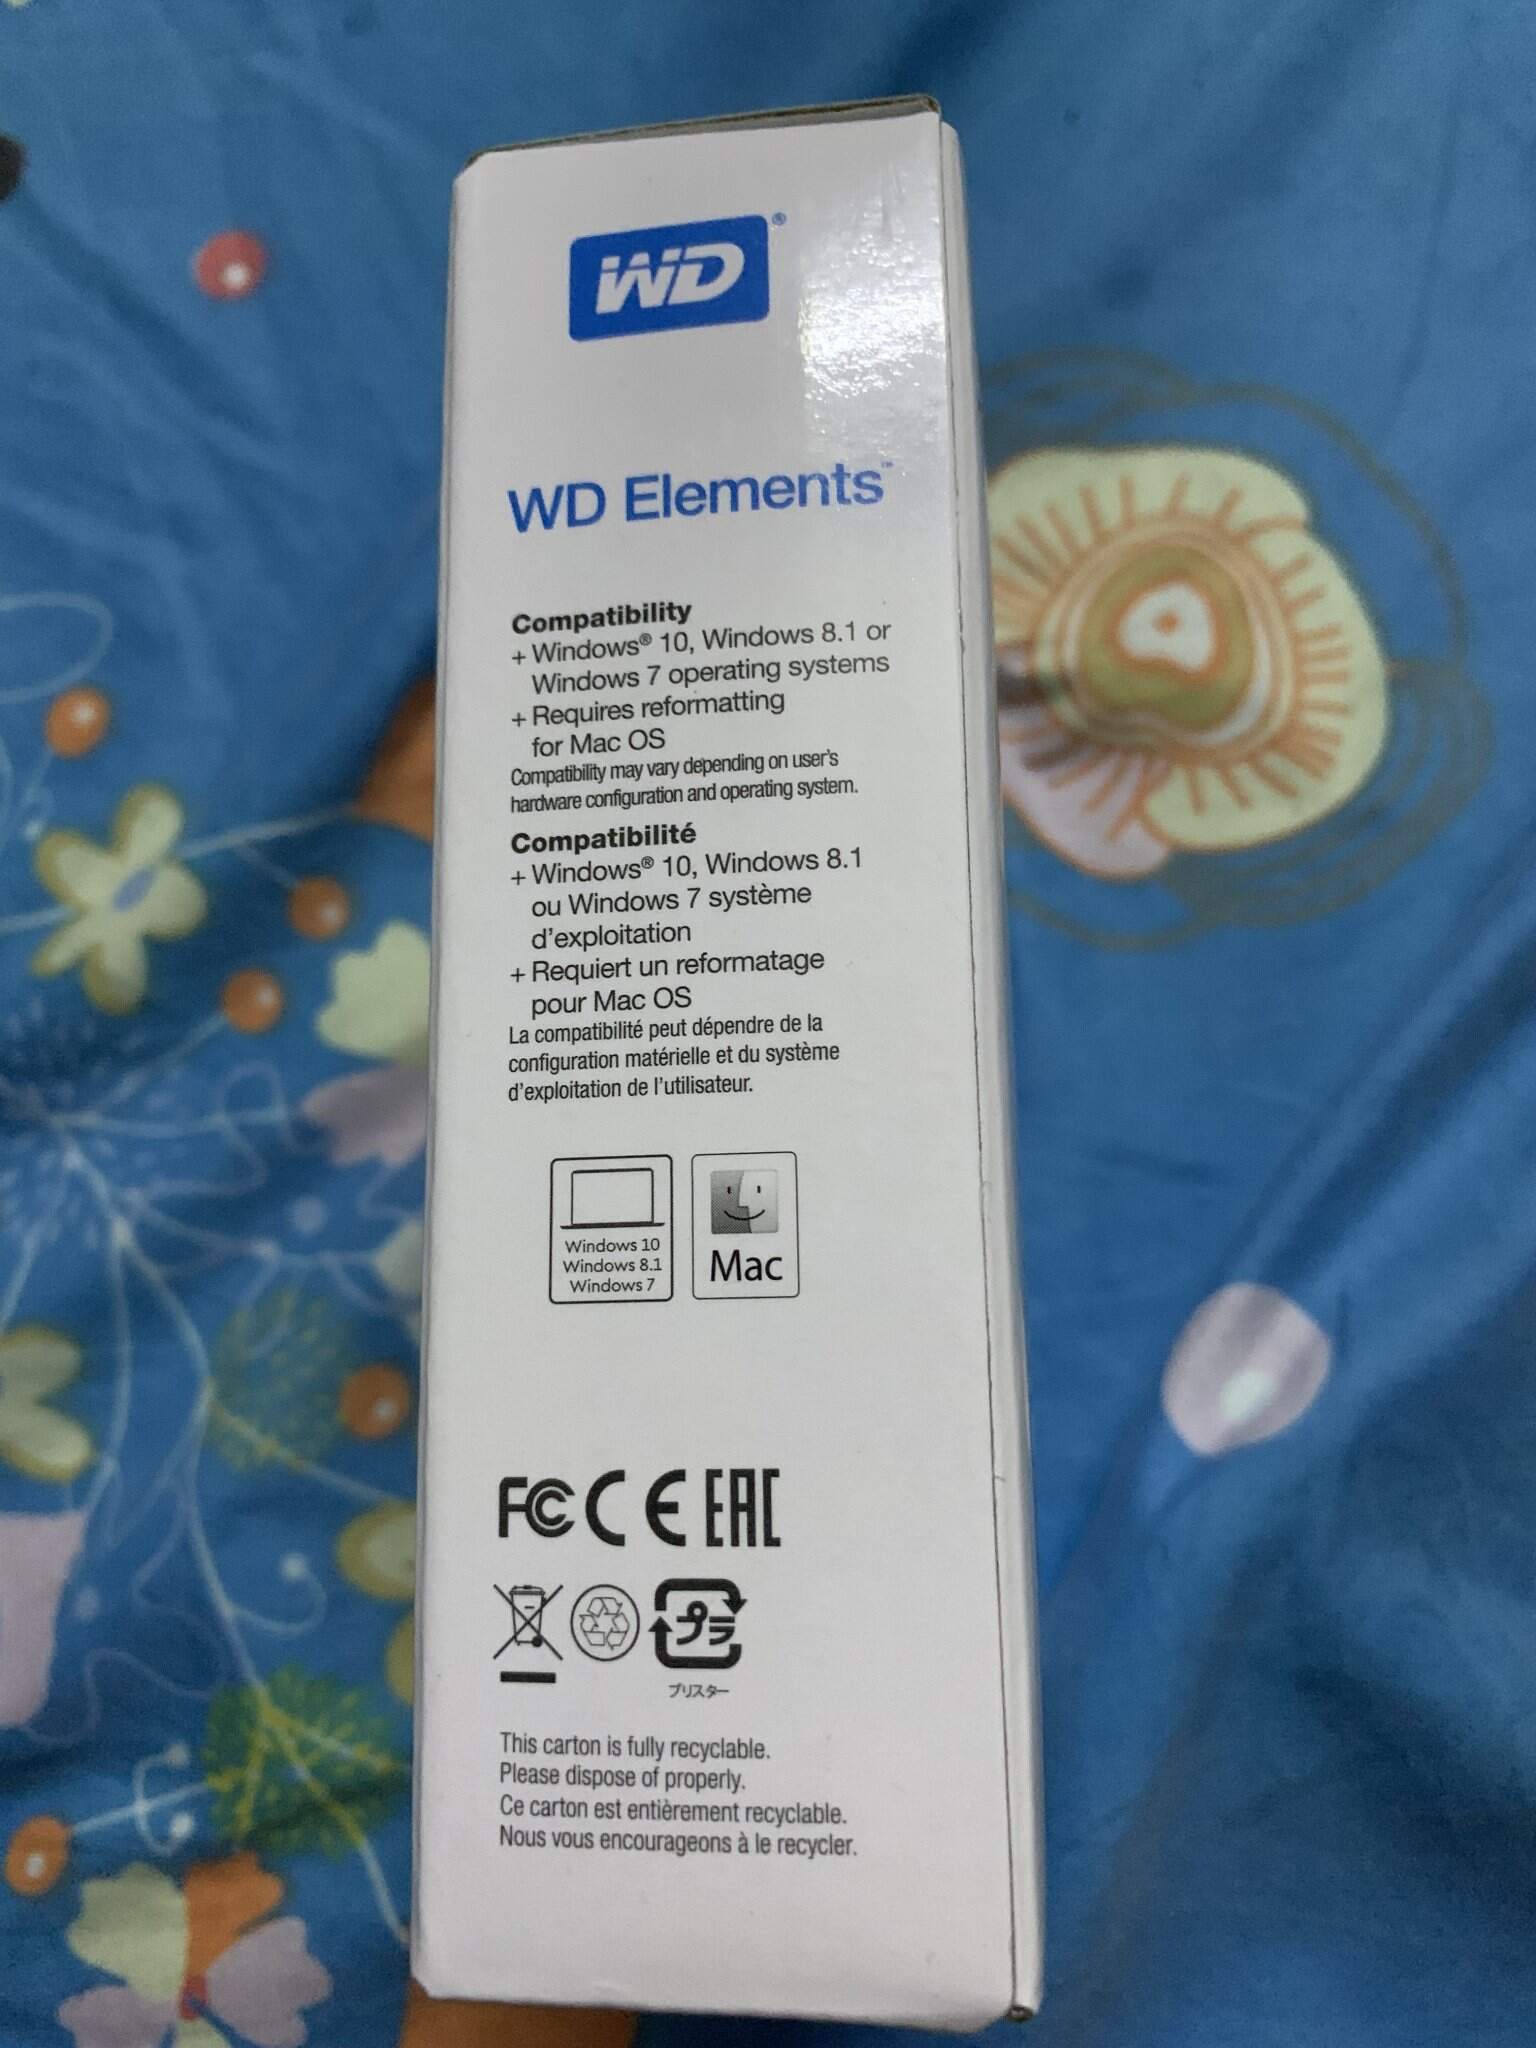 WD®
WD Elements™
Compatibility
+ Windows® 10, Windows 8.1 or
Windows 7 operating systems
+ Requires reformatting
for Mac OS
Compatibility may vary depending on user's
hardware configuration and operating system.
Compatibilité
+ Windows® 10, Windows 8.1
ou Windows 7 système
d'exploitation
+ Requiert un reformatage
pour Mac OS
La compatibilité peut dépendre de la
configuration matérielle et du système
d'exploitation de l'utilisateur.
Windows 10
Windows 8.1
Windows 7
Mac
FC CE EAC
プラ
ブリスター
This carton is fully recyclable.
Please dispose of properly.
Ce carton est entièrement recyclable.
Nous vous encourageons à le recycler.